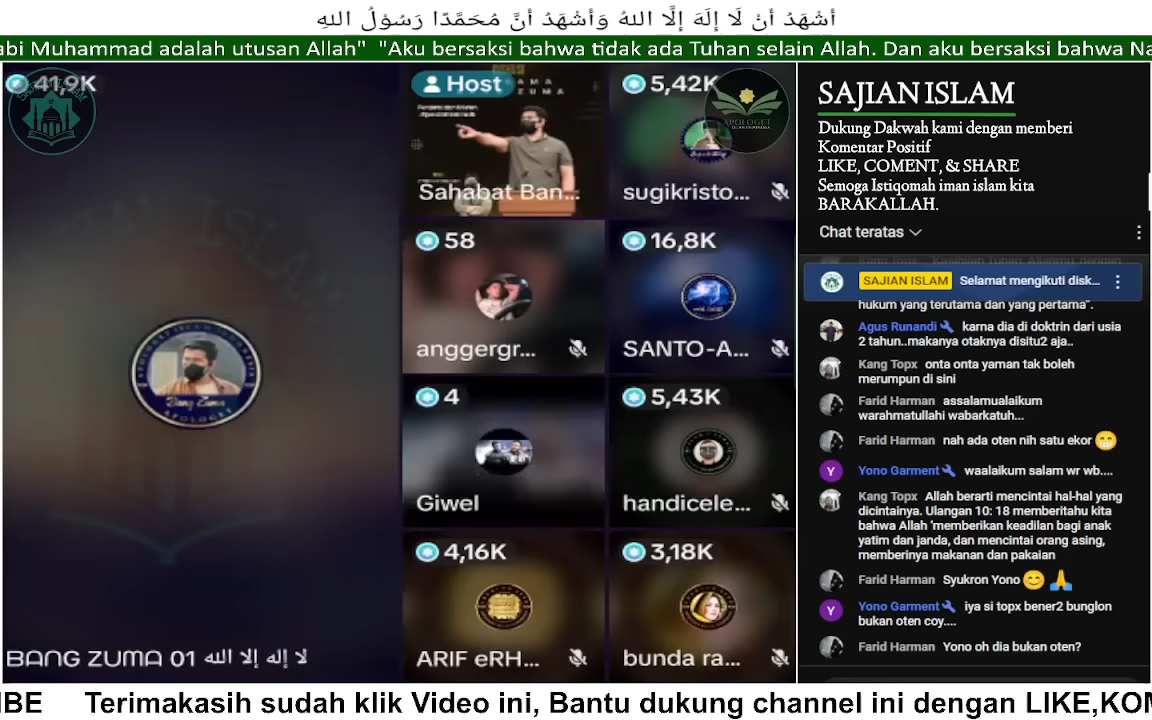 أشْهَدُ أنْ لَا إلَهَ إلَّا اللهُ وَأشْهَدُ أنَّ مُحَمَّدًا رَسُوْلُ اللهِ
abi Muhammad adalah utusan Allah" "Aku bersaksi bahwa tidak ada Tuhan selain Allah. Dan aku bersaksi bahwa Na
41,9K
BANG ZUMA 01 لا إله إلا الله
Host
Sahabat Ban...
5,42K
APOLOGET
sugikristo...
58
anggergr...
16,8K
SANTO-A...
4
Giwel
5,43K
handicele...
4,16K
ARIF eRH...
3,18K
bunda ra...
SAJIAN ISLAM
Dukung Dakwah kami dengan memberi
Komentar Positif
LIKE, COMENT, & SHARE
Semoga Istiqomah iman islam kita
BARAKALLAH.
Chat teratas
SAJIAN ISLAM Selamat mengikuti disk...
hukum yang terutama dan yang pertama".
Agus Runandi karna dia di doktrin dari usia
2 tahun..makanya otaknya disitu2 aja..
Kang Topx onta onta yaman tak boleh
merumpun di sini
Farid Harman assalamualaikum
warahmatullahi wabarkatuh...
Farid Harman nah ada oten nih satu ekor 😁
Y Yono Garment waalaikum salam wr wb....
Kang Topx Allah berarti mencintai hal-hal yang
dicintainya. Ulangan 10: 18 memberitahu kita
bahwa Allah 'memberikan keadilan bagi anak
yatim dan janda, dan mencintai orang asing,
memberinya makanan dan pakaian
Farid Harman Syukron Yono 😊 🙏
Y Yono Garment iya si topx bener2 bunglon
bukan oten coy....
Farid Harman Yono oh dia bukan oten?
IBE Terimakasih sudah klik Video ini, Bantu dukung channel ini dengan LIKE,KOM